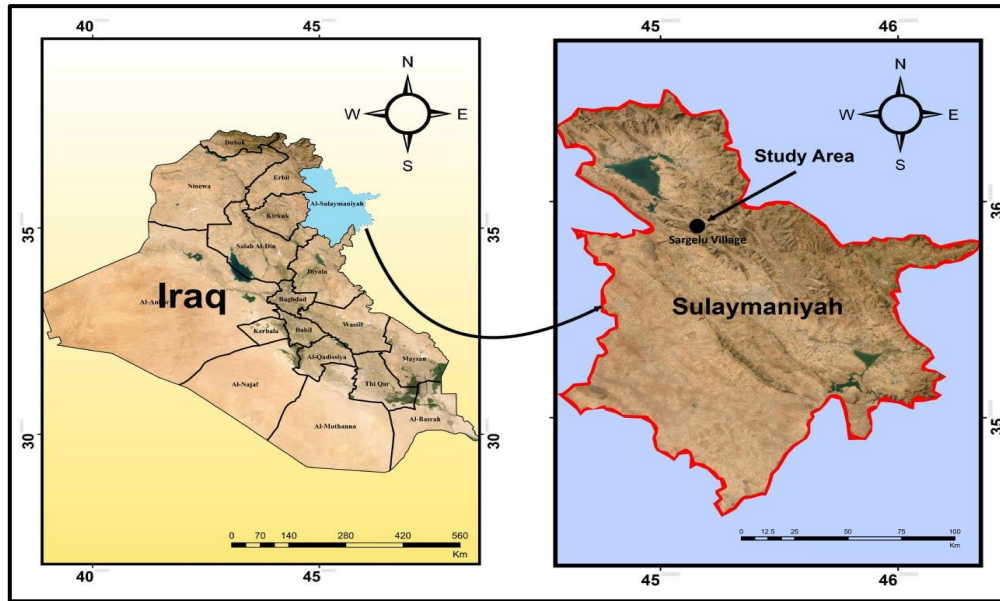 40
45
N
W
E
S
Duhok
Ninewa
Erbil
Al-Sulaymaniyah
Kirkuk
35
35
Salah Al-Din
Diyala
Iraq
Baghdad
Wassit
Kerbala
Babil
Al-Qadissiya
Maysan
Al-Najaf
Thi Qar
Al-Basrah
Al-Muthanna
30
30
0 70 140 280 420 560
Km
40
45
45
46
N
W
E
S
Study Area
36
Sargelu Village
Sulaymaniyah
35
0 12.5 25 50 75 100
Km
45
46